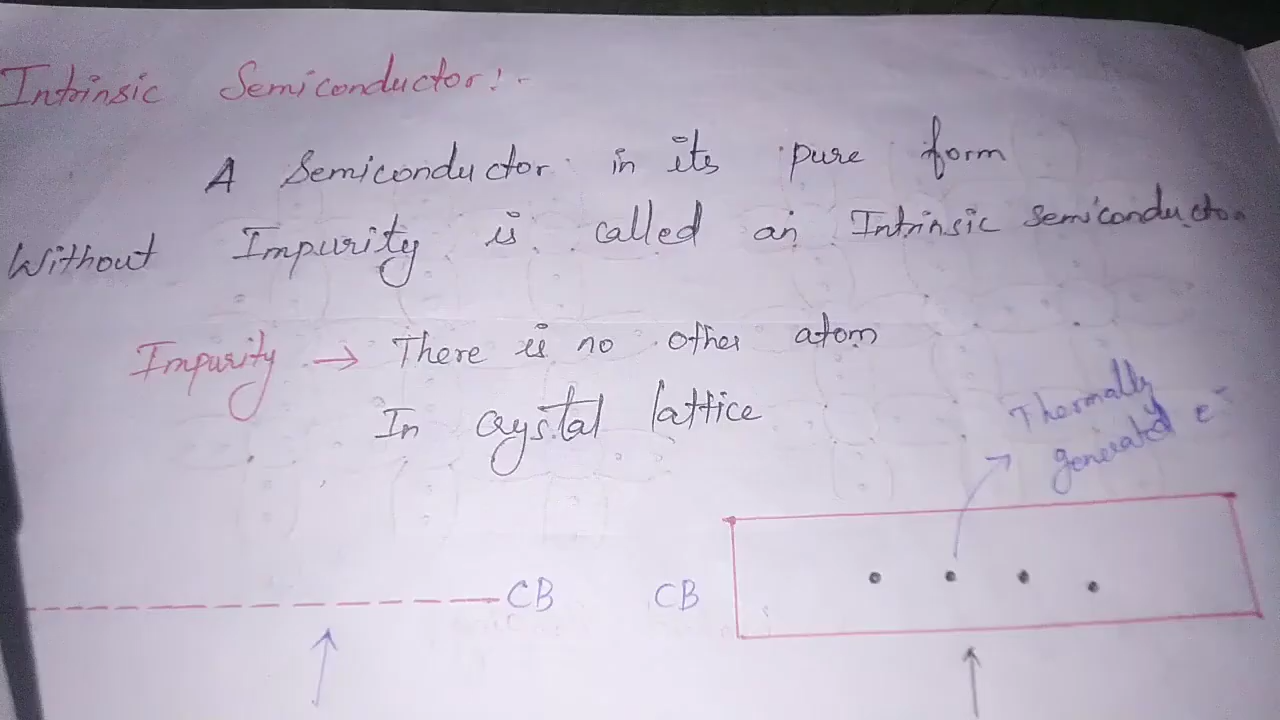 Intrinsic Semiconductor:-
A Semiconductor in its pure form
Without Impurity is called an Intrinsic Semiconductor
Impurity → There is no other atom
In crystal lattice
Thermally
generated e⁻
CB
CB